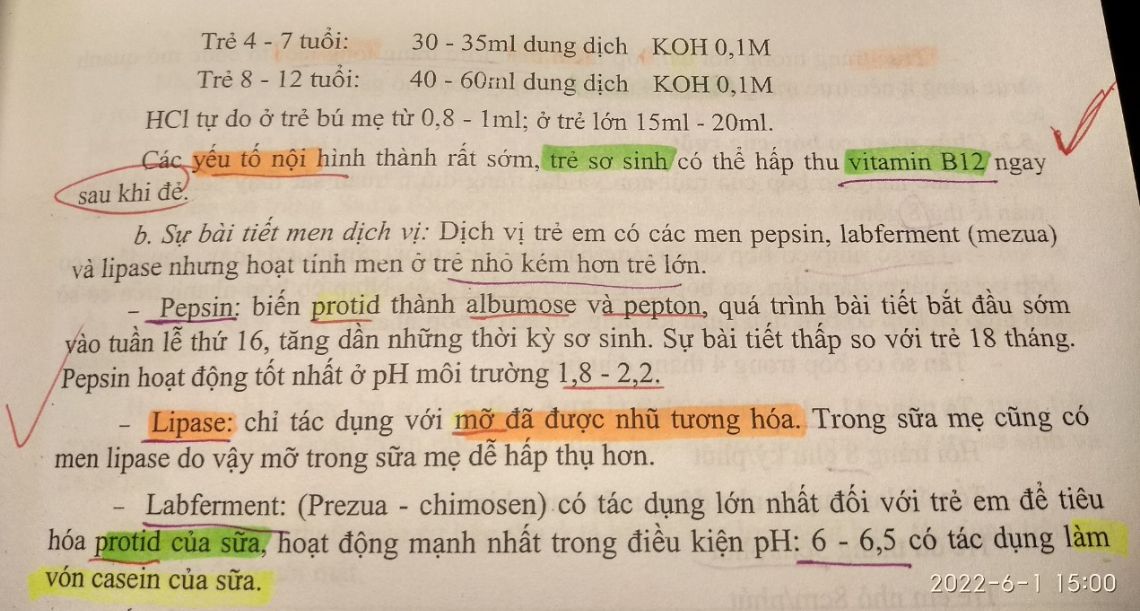 Trẻ 4 - 7 tuổi: 30 - 35ml dung dịch KOH 0,1M
Trẻ 8 - 12 tuổi: 40 - 60ml dung dịch KOH 0,1M
HCl tự do ở trẻ bú mẹ từ 0,8 - 1ml; ở trẻ lớn 15ml - 20ml.
Các yếu tố nội hình thành rất sớm, trẻ sơ sinh có thể hấp thu vitamin B12 ngay
sau khi đẻ.
b. Sự bài tiết men dịch vị: Dịch vị trẻ em có các men pepsin, labferment (mezua)
và lipase nhưng hoạt tính men ở trẻ nhỏ kém hơn trẻ lớn.
- Pepsin: biến protid thành albumose và pepton, quá trình bài tiết bắt đầu sớm
vào tuần lễ thứ 16, tăng dần những thời kỳ sơ sinh. Sự bài tiết thấp so với trẻ 18 tháng.
Pepsin hoạt động tốt nhất ở pH môi trường 1,8 - 2,2.
- Lipase: chỉ tác dụng với mỡ đã được nhũ tương hóa. Trong sữa mẹ cũng có
men lipase do vậy mỡ trong sữa mẹ dễ hấp thụ hơn.
- Labferment: (Prezua - chimosen) có tác dụng lớn nhất đối với trẻ em để tiêu
hóa protid của sữa, hoạt động mạnh nhất trong điều kiện pH: 6 - 6,5 có tác dụng làm
vón casein của sữa.
2022-6-1 15:00